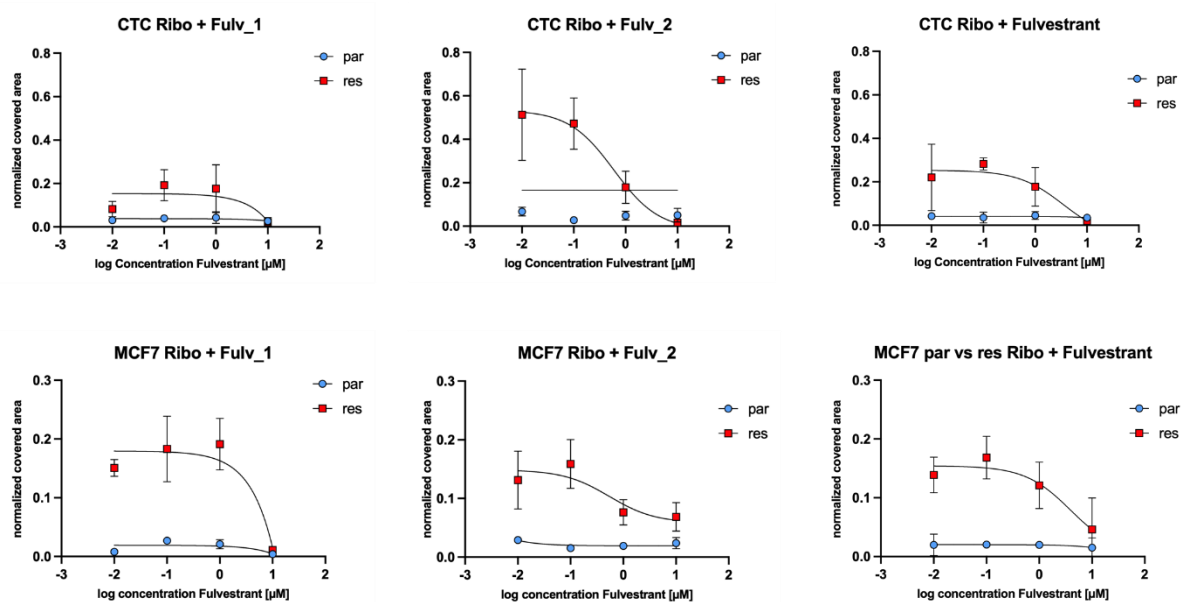 CTC Ribo + Fulv_1
normalized covered area
0.8
0.6
0.4
0.2
0.0
-3 -2 -1 0 1 2
log Concentration Fulvestrant [µM]
par
res
CTC Ribo + Fulv_2
normalized covered area
0.8
0.6
0.4
0.2
0.0
-3 -2 -1 0 1 2
log Concentration Fulvestrant [µM]
par
res
CTC Ribo + Fulvestrant
normalized covered area
0.8
0.6
0.4
0.2
0.0
-3 -2 -1 0 1 2
log Concentration Fulvestrant [µM]
par
res
MCF7 Ribo + Fulv_1
normalized covered area
0.3
0.2
0.1
0.0
-3 -2 -1 0 1 2
log concentration Fulvestrant [µM]
par
res
MCF7 Ribo + Fulv_2
normalized covered area
0.3
0.2
0.1
0.0
-3 -2 -1 0 1 2
log concentration Fulvestrant [µM]
par
res
MCF7 par vs res Ribo + Fulvestrant
normalized covered area
0.3
0.2
0.1
0.0
-3 -2 -1 0 1 2
log concentration Fulvestrant [µM]
par
res